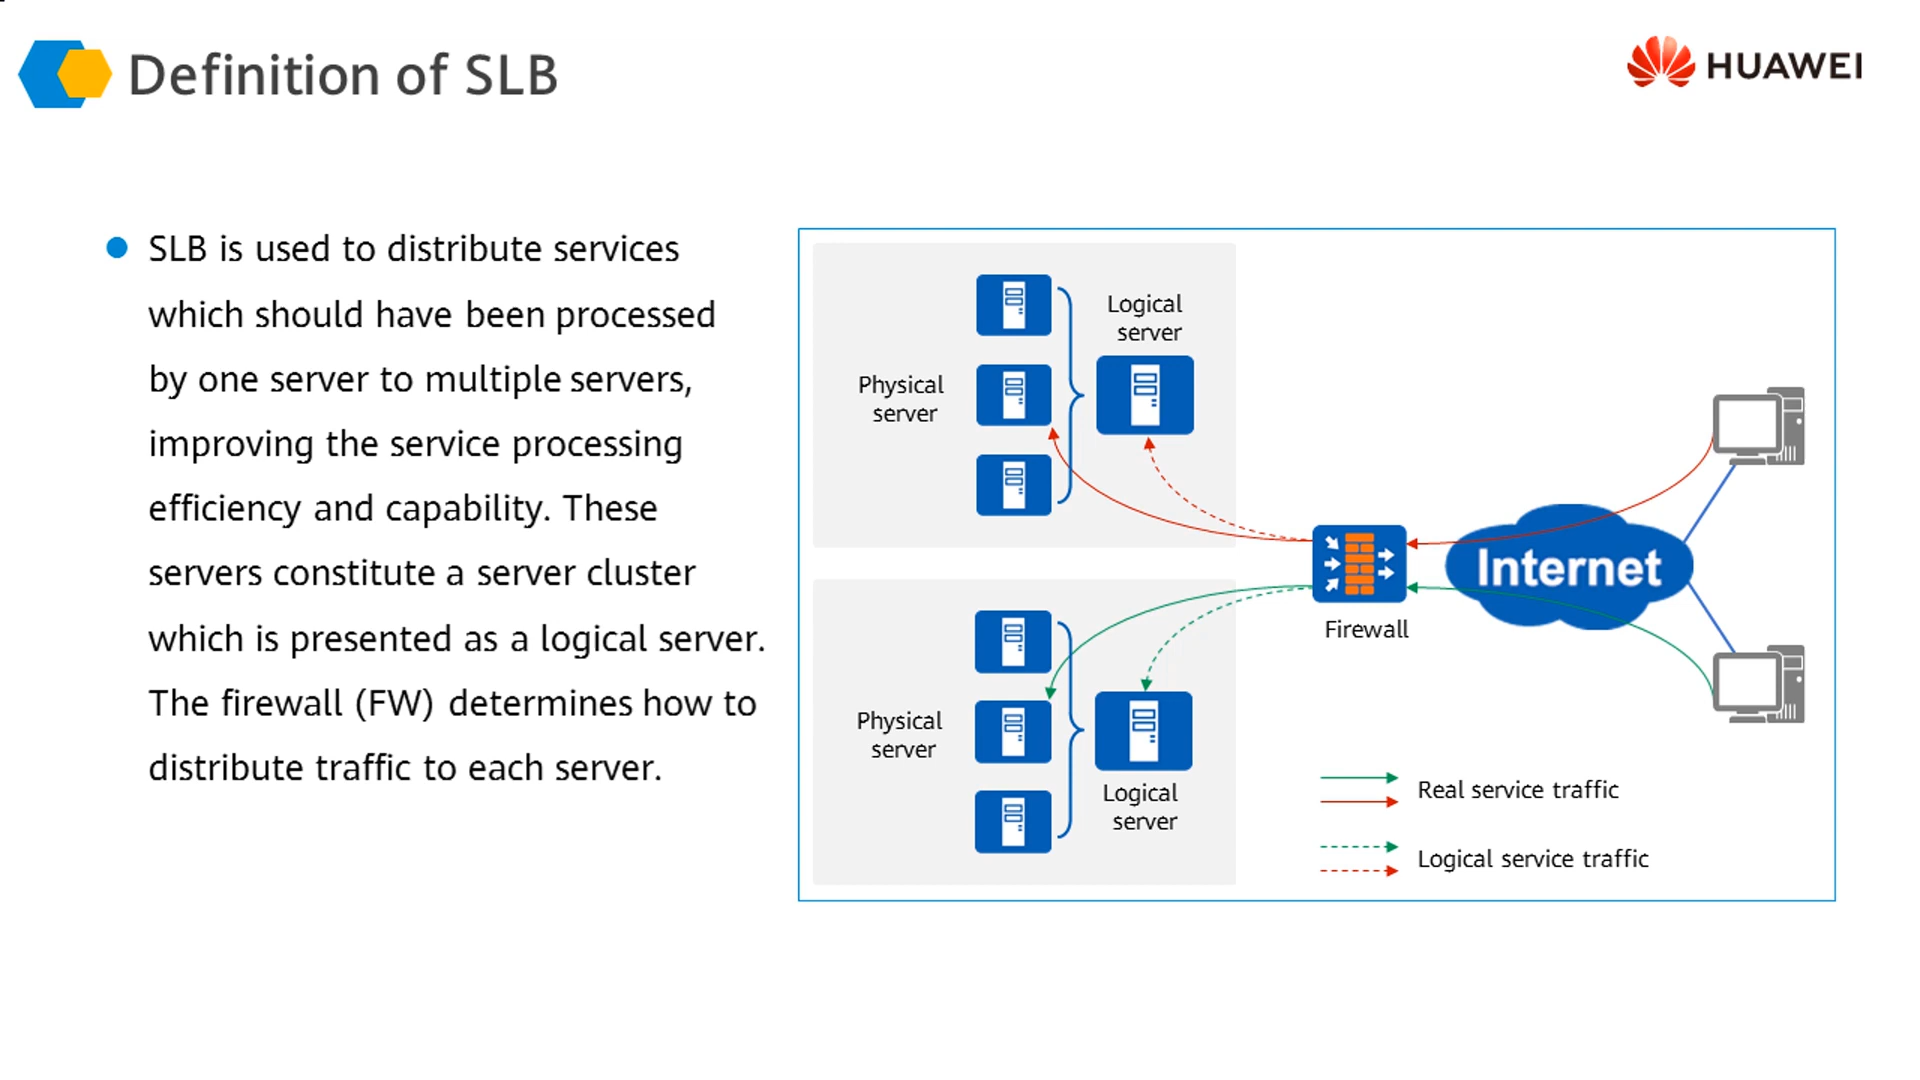 Definition of SLB
HUAWEI
SLB is used to distribute services
which should have been processed
by one server to multiple servers,
improving the service processing
efficiency and capability. These
servers constitute a server cluster
which is presented as a logical server.
The firewall (FW) determines how to
distribute traffic to each server.
Logical
server
Physical
server
Internet
Firewall
Physical
server
Logical
server
Real service traffic
Logical service traffic